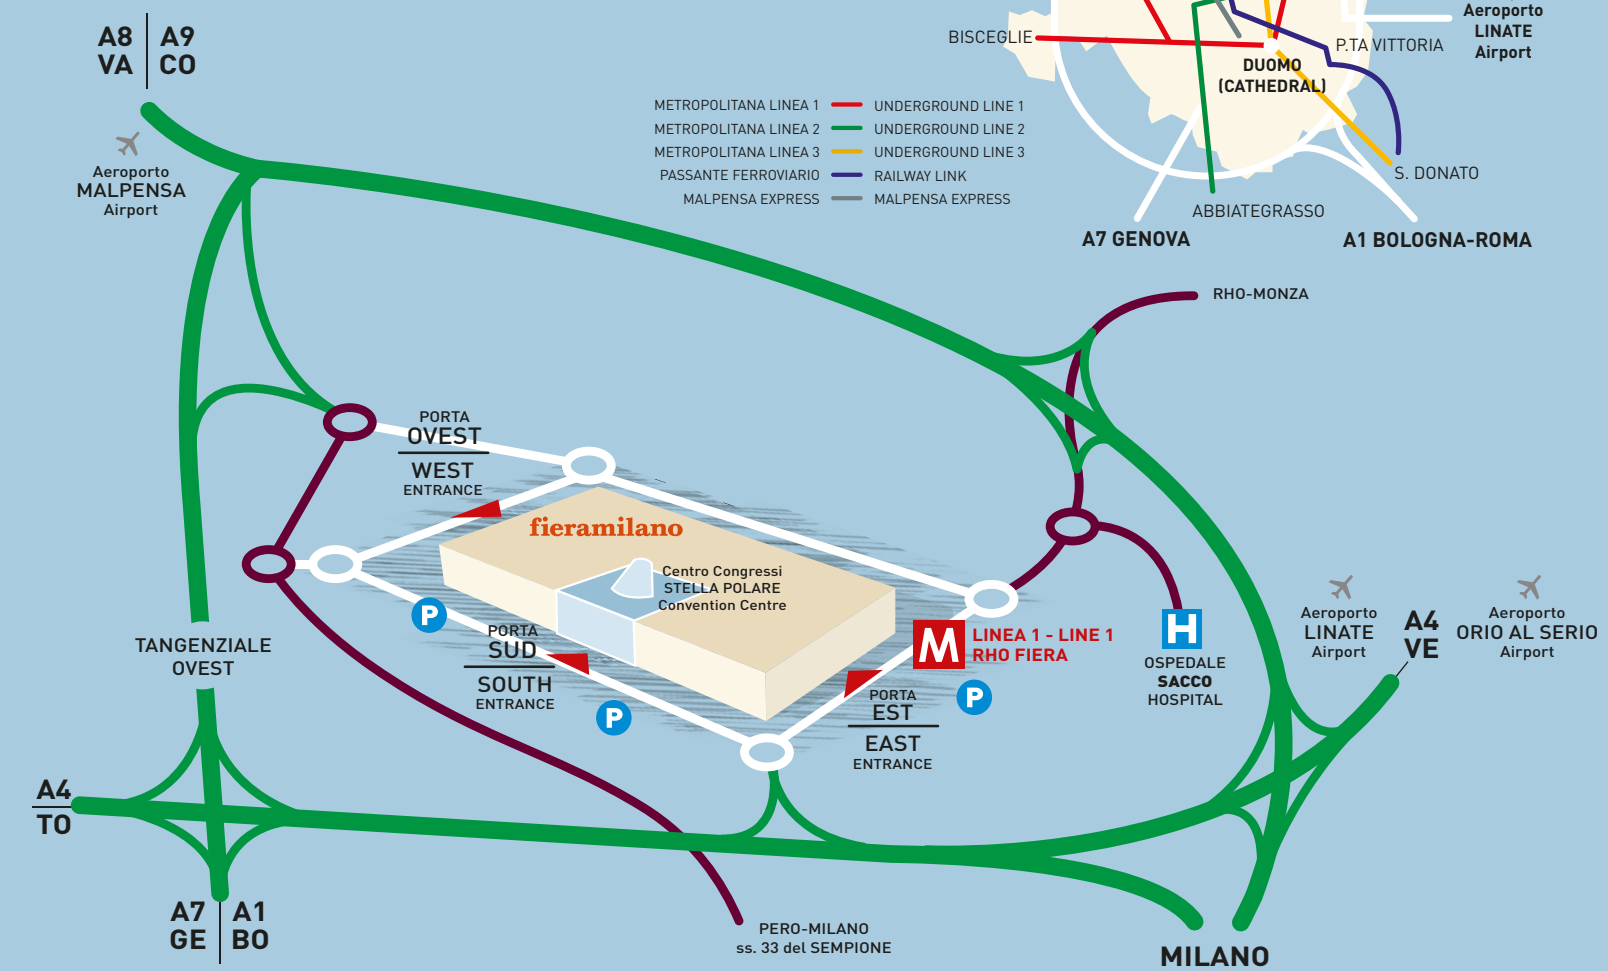 A8 A9
VA CO
Aeroporto
MALPENSA
Airport
BISCEGLIE
Aeroporto
LINATE
Airport
P.TA VITTORIA
DUOMO
(CATHEDRAL)
METROPOLITANA LINEA 1 UNDERGROUND LINE 1
METROPOLITANA LINEA 2 UNDERGROUND LINE 2
METROPOLITANA LINEA 3 UNDERGROUND LINE 3
PASSANTE FERROVIARIO RAILWAY LINK
MALPENSA EXPRESS MALPENSA EXPRESS
S. DONATO
ABBIATEGRASSO
A7 GENOVA
A1 BOLOGNA-ROMA
RHO-MONZA
PORTA
OVEST
WEST
ENTRANCE
fieramilano
Centro Congressi
STELLA POLARE
Convention Centre
P
PORTA
SUD
SOUTH
ENTRANCE
P
M
LINEA 1 - LINE 1
RHO FIERA
P
PORTA
EST
EAST
ENTRANCE
H
OSPEDALE
SACCO
HOSPITAL
Aeroporto
LINATE
Airport
A4
VE
Aeroporto
ORIO AL SERIO
Airport
TANGENZIALE
OVEST
A4
TO
A7 A1
GE BO
PERO-MILANO
ss. 33 del SEMPIONE
MILANO